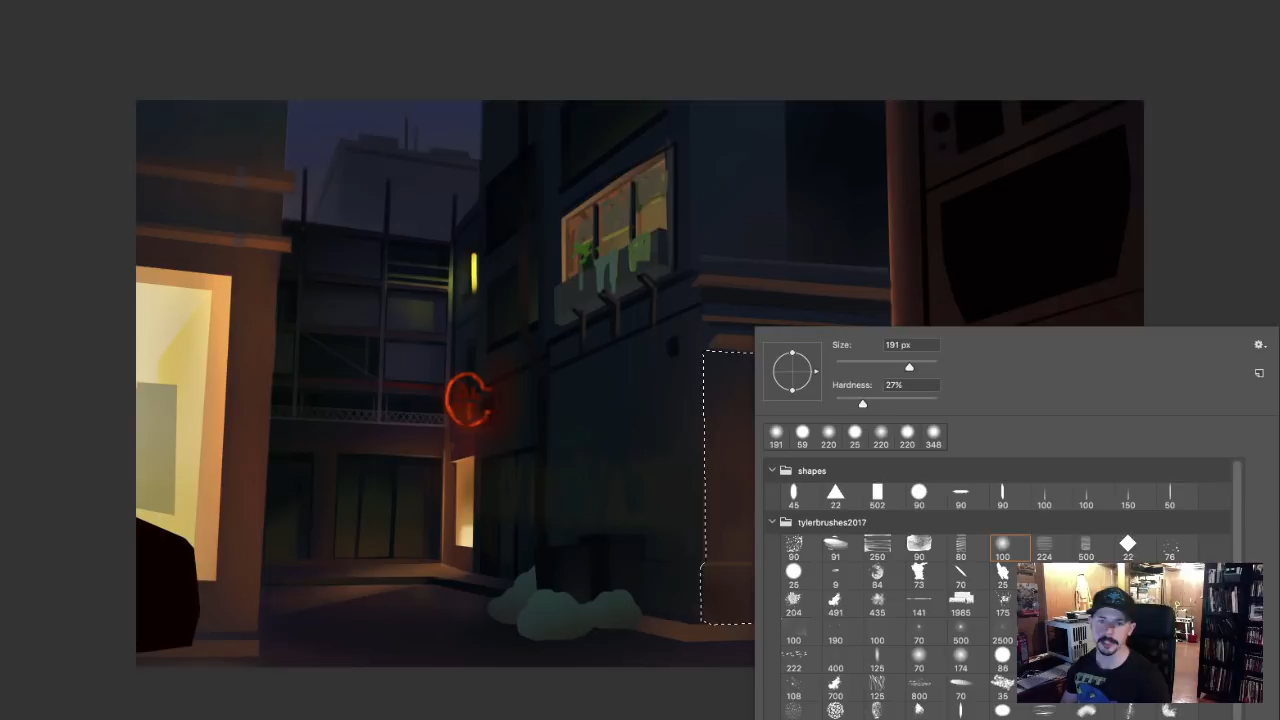 Size: 191 px
Hardness: 27%
191 59 220 25 220 220 348
shapes
45 22 502 90 90 90 100 100 150 50
tylerbrushes2017
90 91 250 90 80 100 224 500 22 76
25 9 84 73 70 25
204 491 435 141 1985 175
100 190 100 70 500 2500
222 400 125 70 174 86
108 700 125 800 70 35